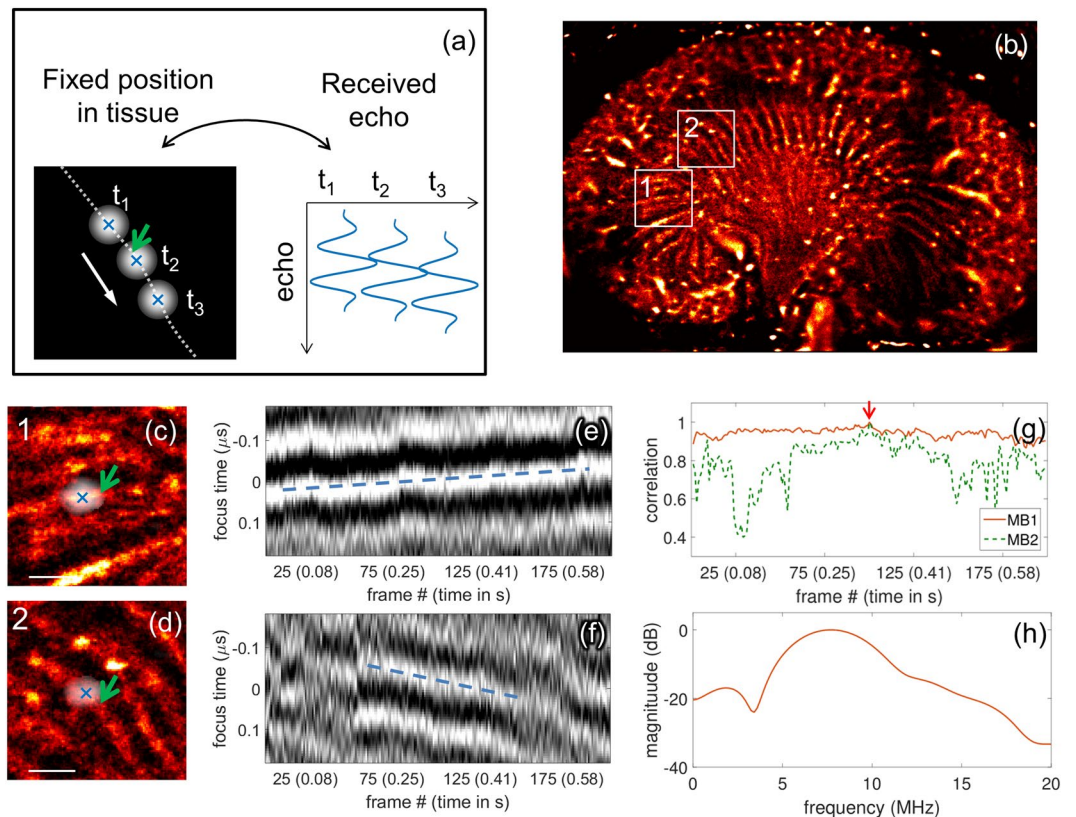 (a)
Fixed position
in tissue
Received
echo
t1
t2
t3
t1
t2
t3
echo
(b)
2
1
1
(c)
2
(d)
(e)
-0.1
0
0.1
focus time (μs)
25 (0.08) 75 (0.25) 125 (0.41) 175 (0.58)
frame # (time in s)
(f)
-0.1
0
0.1
focus time (μs)
25 (0.08) 75 (0.25) 125 (0.41) 175 (0.58)
frame # (time in s)
(g)
1
0.8
0.6
0.4
correlation
MB1
MB2
25 (0.08) 75 (0.25) 125 (0.41) 175 (0.58)
frame # (time in s)
(h)
0
-20
-40
magnituude (dB)
0 5 10 15 20
frequency (MHz)